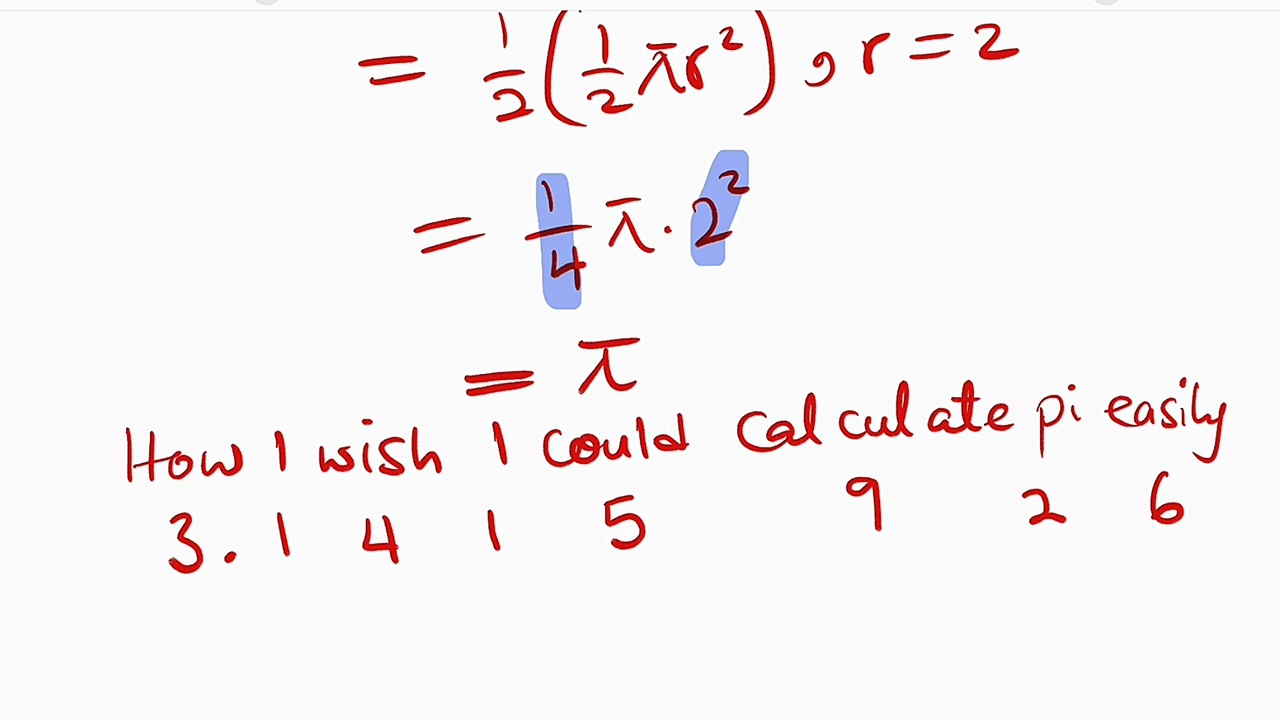 = 1/2 (1/2 πr²), r = 2
= 1/4 π · 2²
= π
How I wish I could calculate pi easily
3 . 1 4 1 5 9 2 6